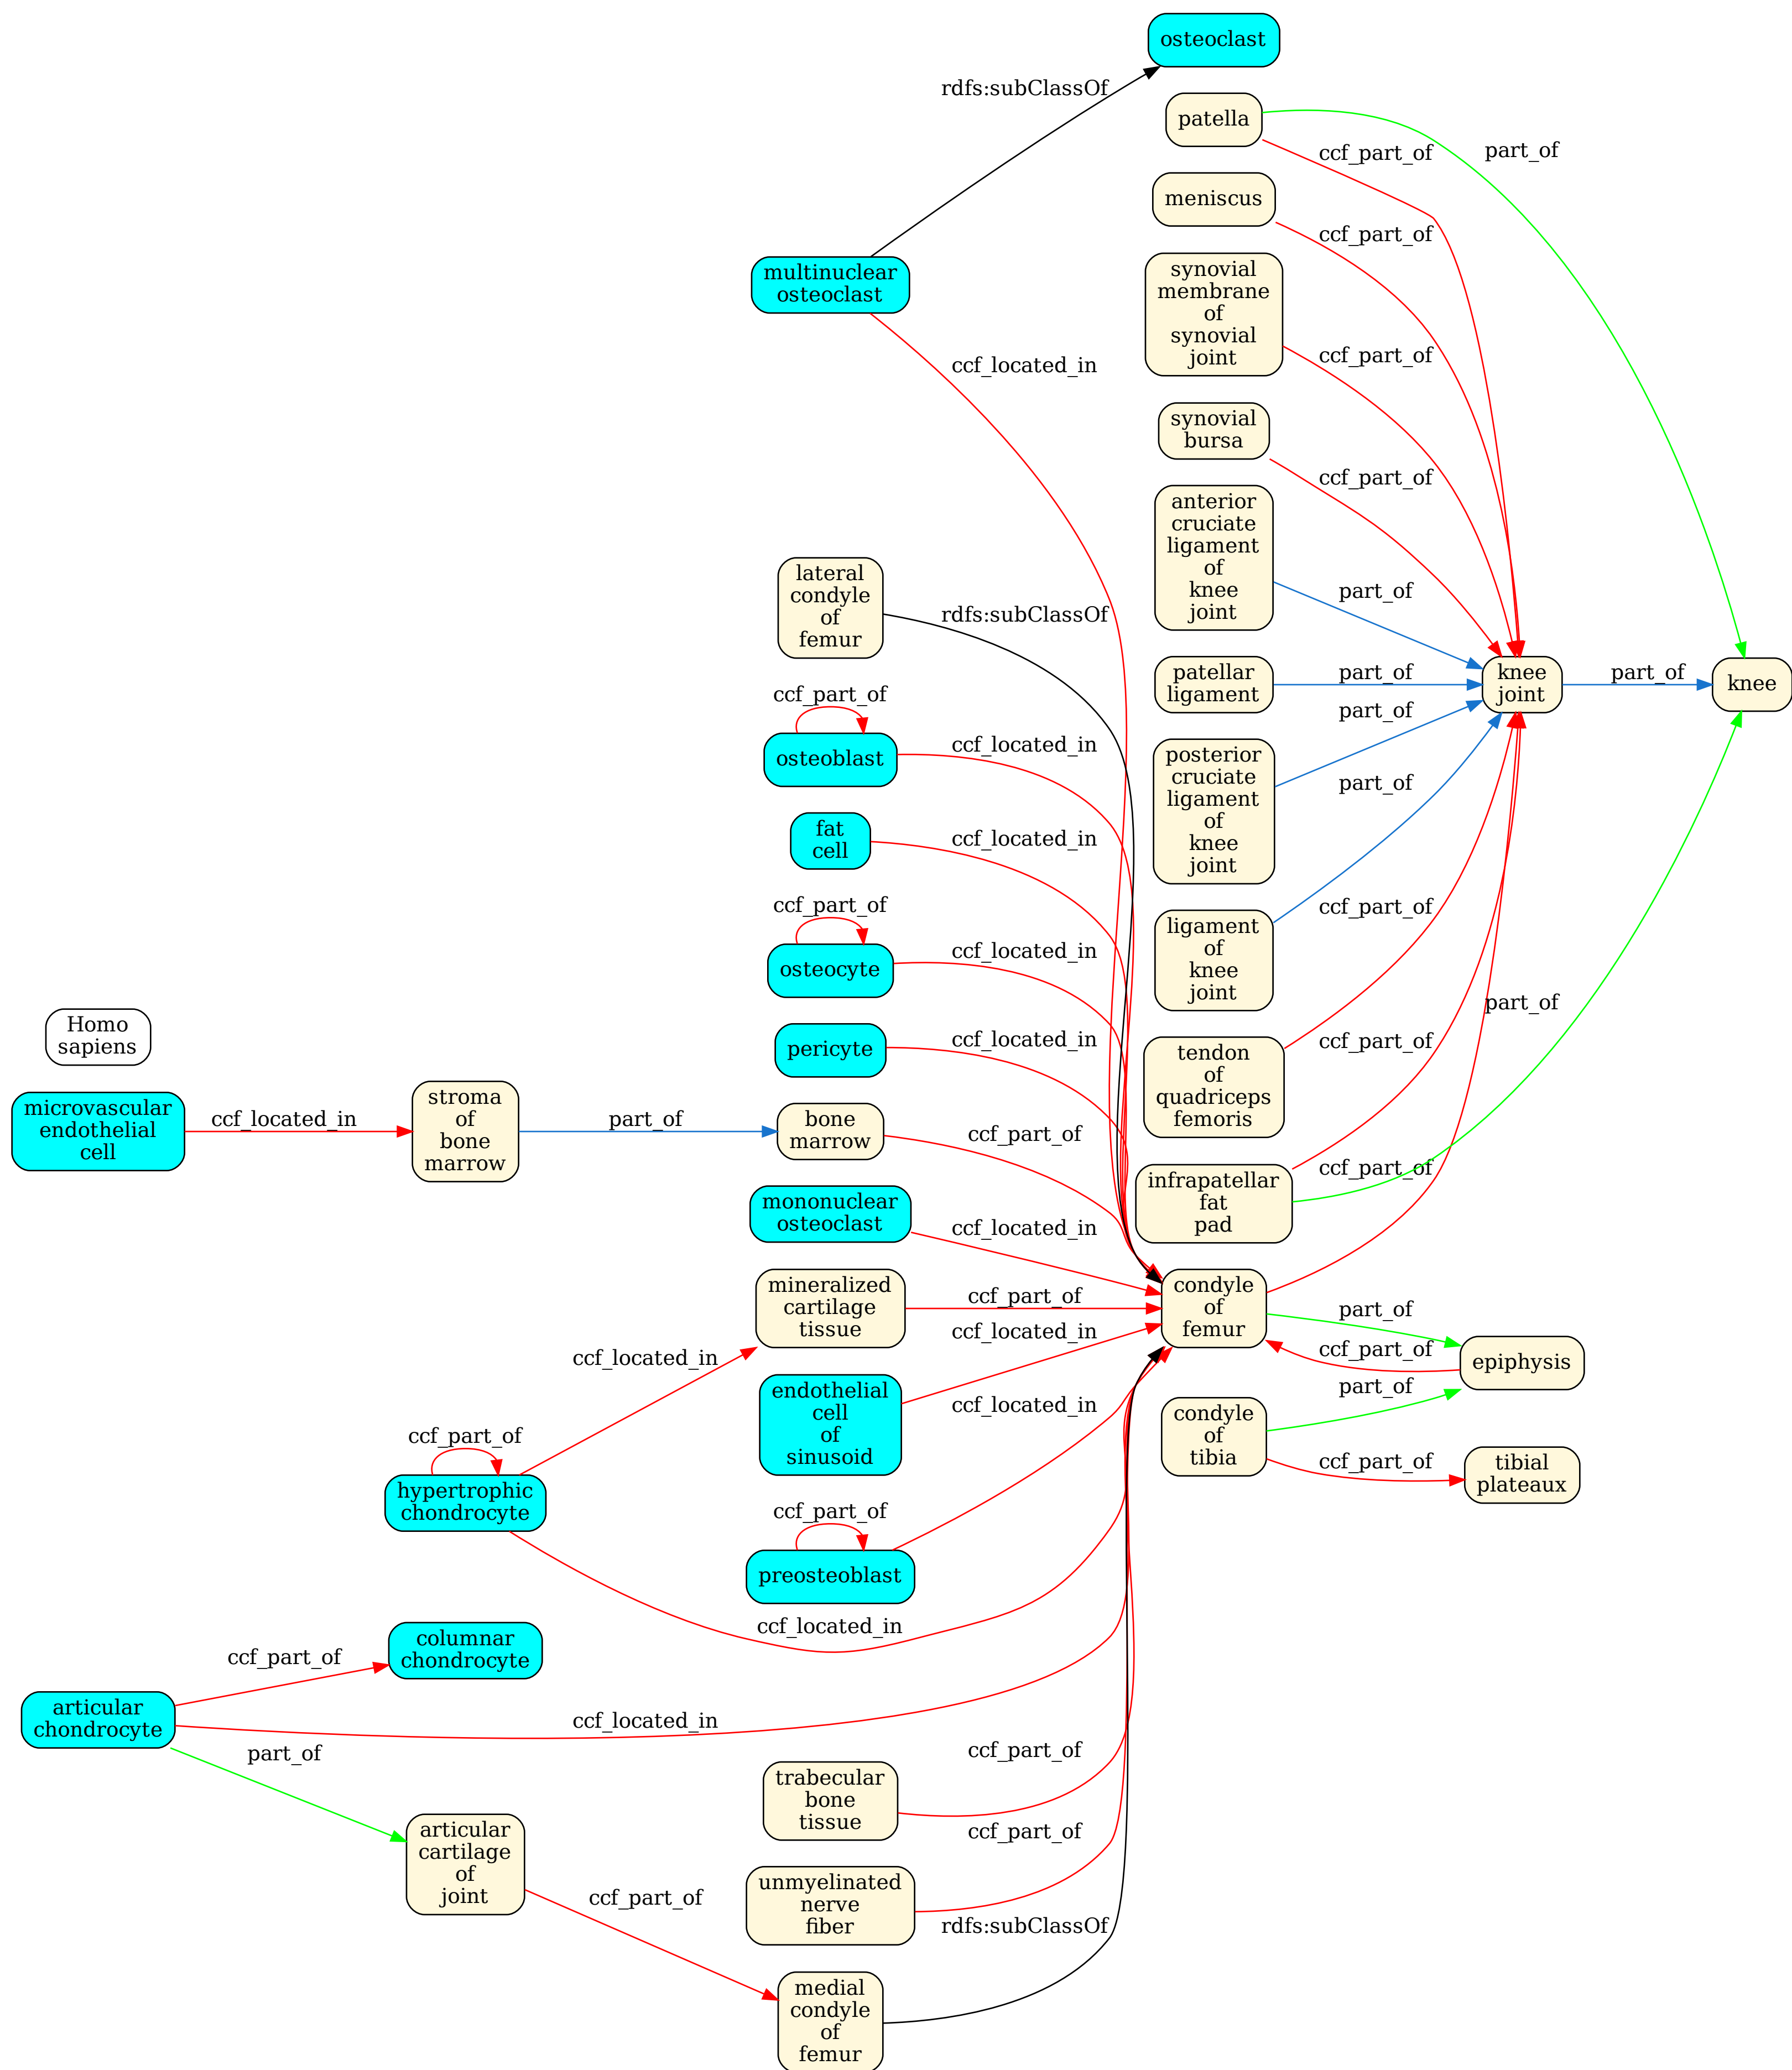 osteoclast
rdfs:subClassOf
patella
ccf_part_of
part_of
meniscus
ccf_part_of
multinuclear
osteoclast
ccf_located_in
synovial
membrane
of
synovial
joint
ccf_part_of
synovial
bursa
ccf_part_of
anterior
cruciate
ligament
of
knee
joint
part_of
lateral
condyle
of
femur
rdfs:subClassOf
patellar
ligament
part_of
knee
joint
part_of
knee
ccf_part_of
osteoblast
ccf_located_in
posterior
cruciate
ligament
of
knee
joint
part_of
part_of
fat
cell
ccf_located_in
ccf_part_of
osteocyte
ccf_located_in
ligament
of
knee
joint
ccf_part_of
part_of
Homo
sapiens
pericyte
ccf_located_in
tendon
of
quadriceps
femoris
ccf_part_of
microvascular
endothelial
cell
ccf_located_in
stroma
of
bone
marrow
part_of
bone
marrow
ccf_part_of
infrapatellar
fat
pad
ccf_part_of
mononuclear
osteoclast
ccf_located_in
mineralized
cartilage
tissue
ccf_part_of
condyle
of
femur
part_of
ccf_part_of
epiphysis
ccf_located_in
ccf_located_in
endothelial
cell
of
sinusoid
ccf_located_in
part_of
condyle
of
tibia
ccf_part_of
tibial
plateaux
ccf_part_of
hypertrophic
chondrocyte
ccf_located_in
ccf_part_of
preosteoblast
columnar
chondrocyte
ccf_part_of
articular
chondrocyte
ccf_located_in
part_of
trabecular
bone
tissue
ccf_part_of
articular
cartilage
of
joint
ccf_part_of
unmyelinated
nerve
fiber
ccf_part_of
medial
condyle
of
femur
rdfs:subClassOf